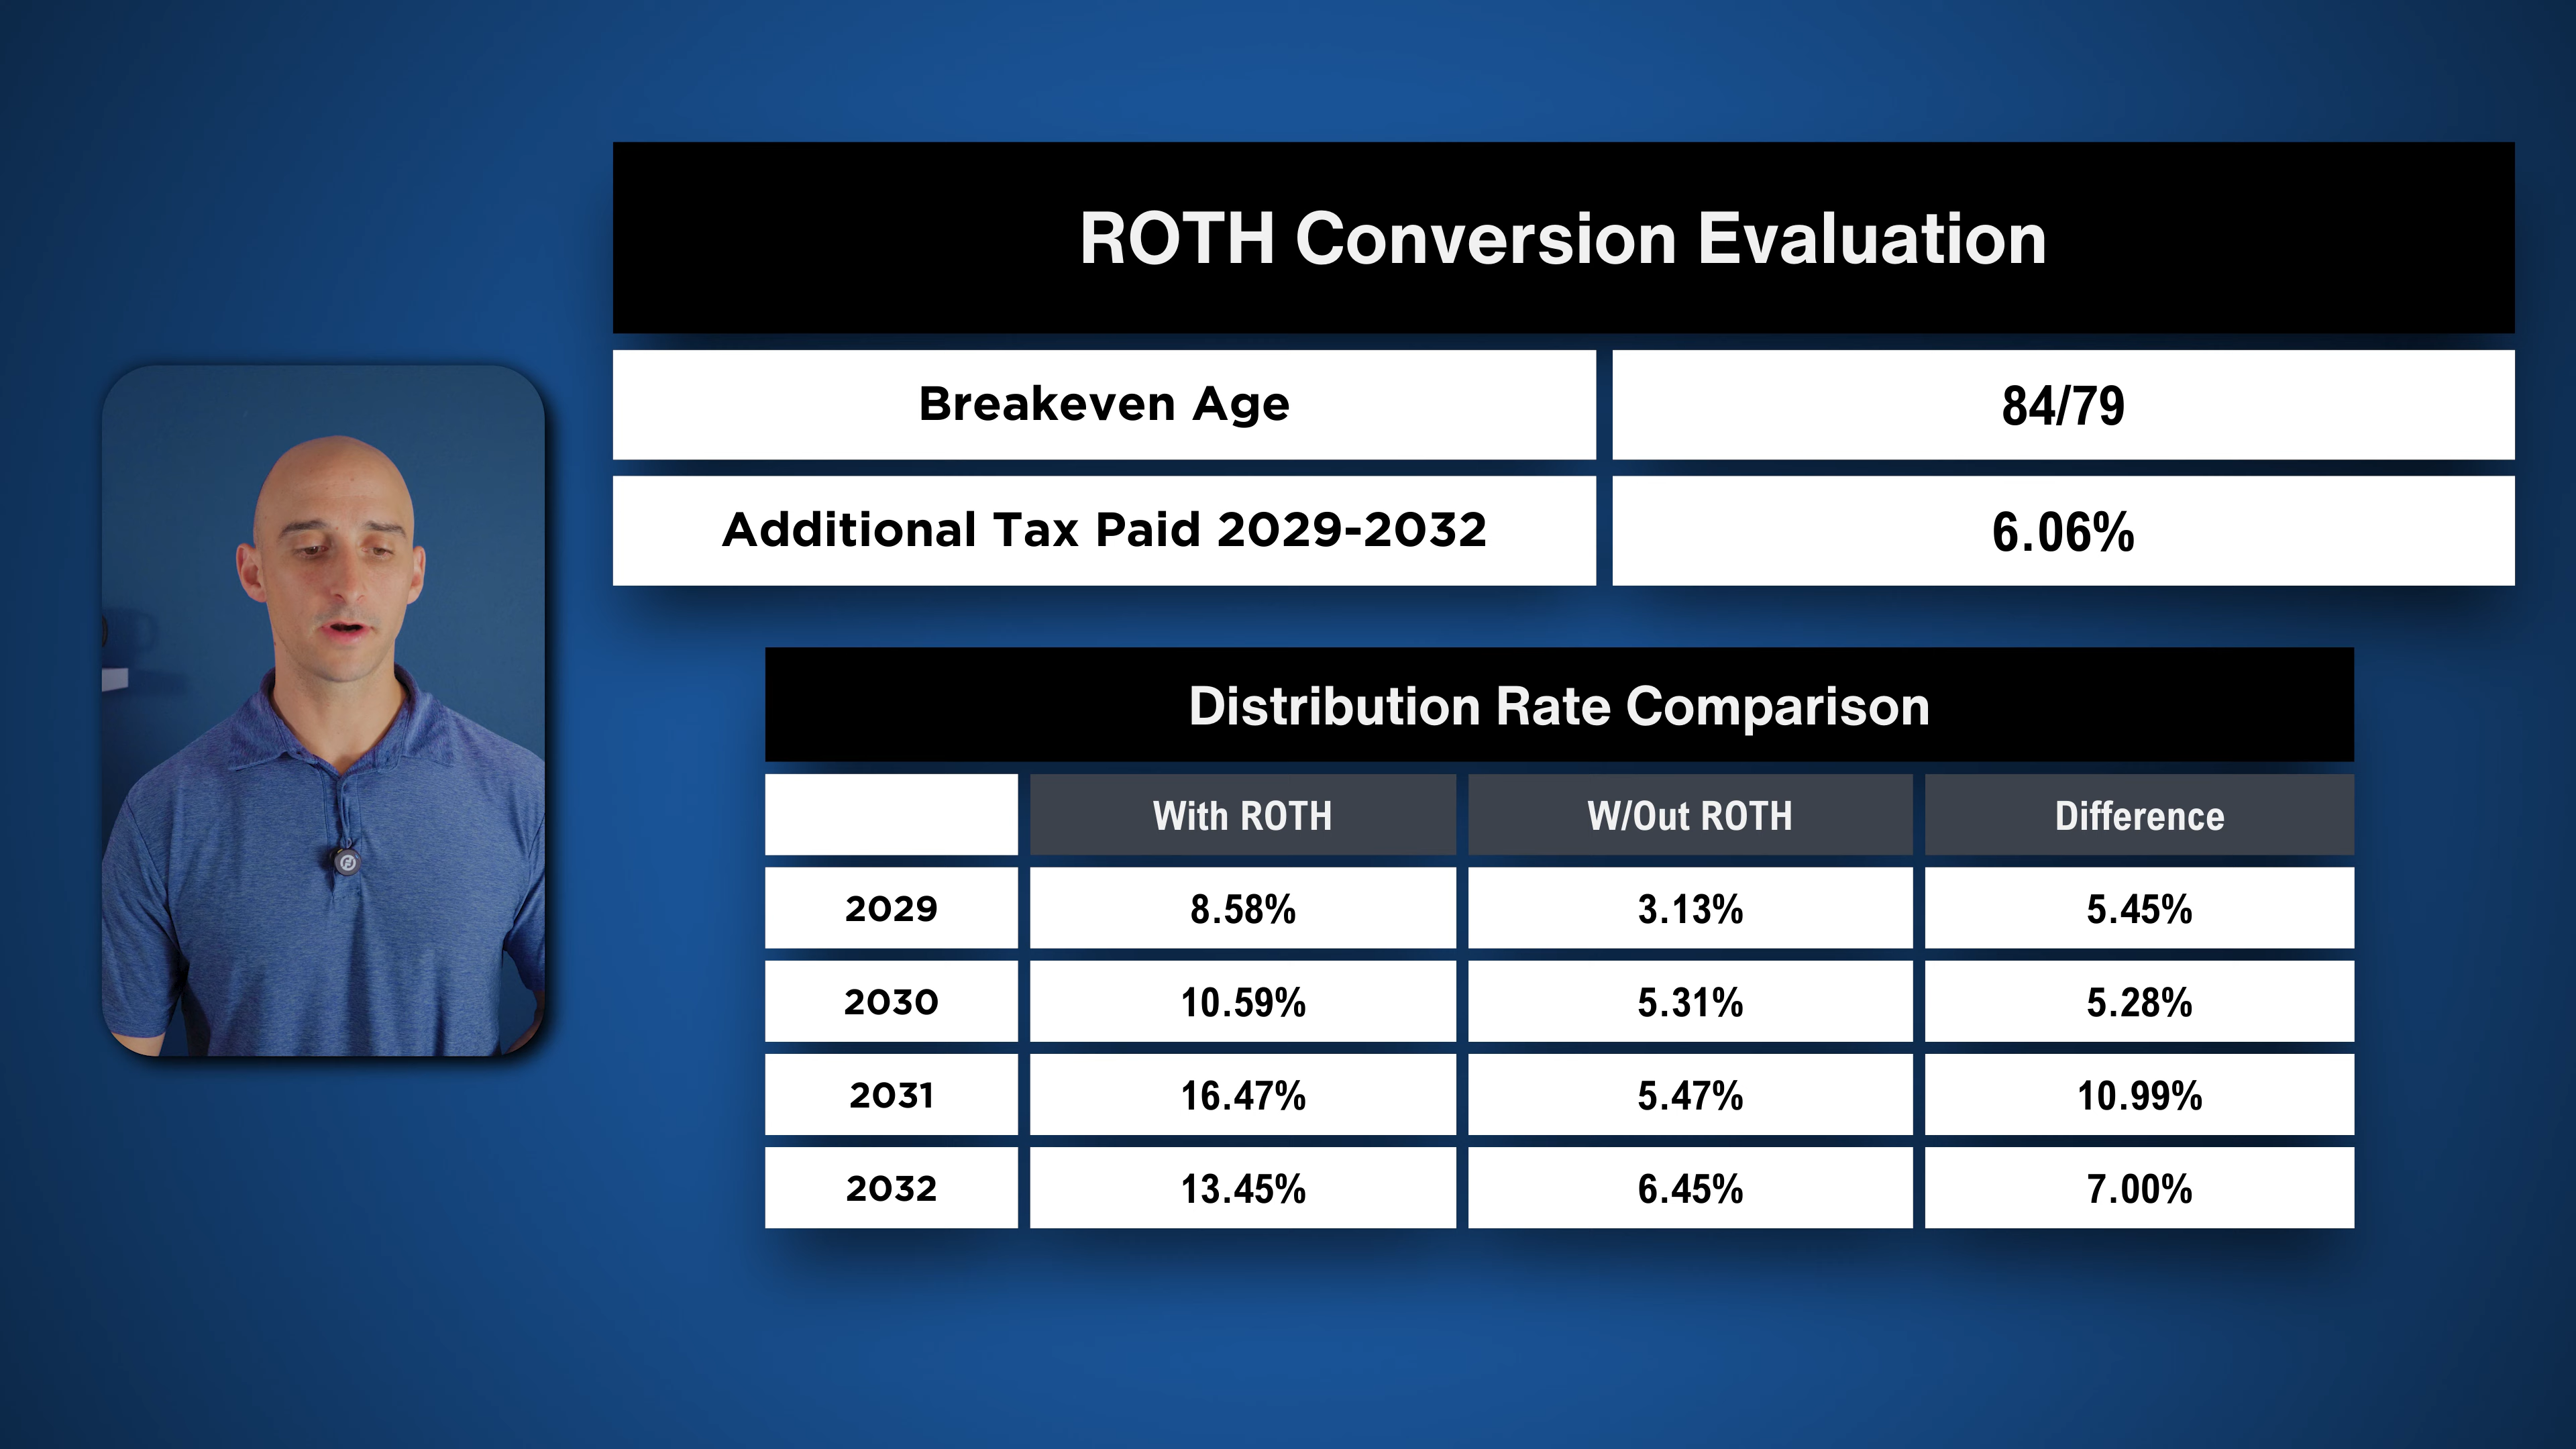 ROTH Conversion Evaluation
Breakeven Age 84/79
Additional Tax Paid 2029-2032 6.06%
Distribution Rate Comparison
With ROTH W/Out ROTH Difference
2029 8.58% 3.13% 5.45%
2030 10.59% 5.31% 5.28%
2031 16.47% 5.47% 10.99%
2032 13.45% 6.45% 7.00%